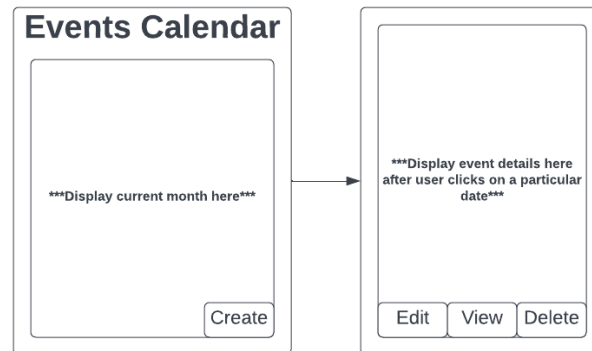 Events Calendar
***Display current month here***
Create
***Display event details here
after user clicks on a particular
date***
Edit
View
Delete